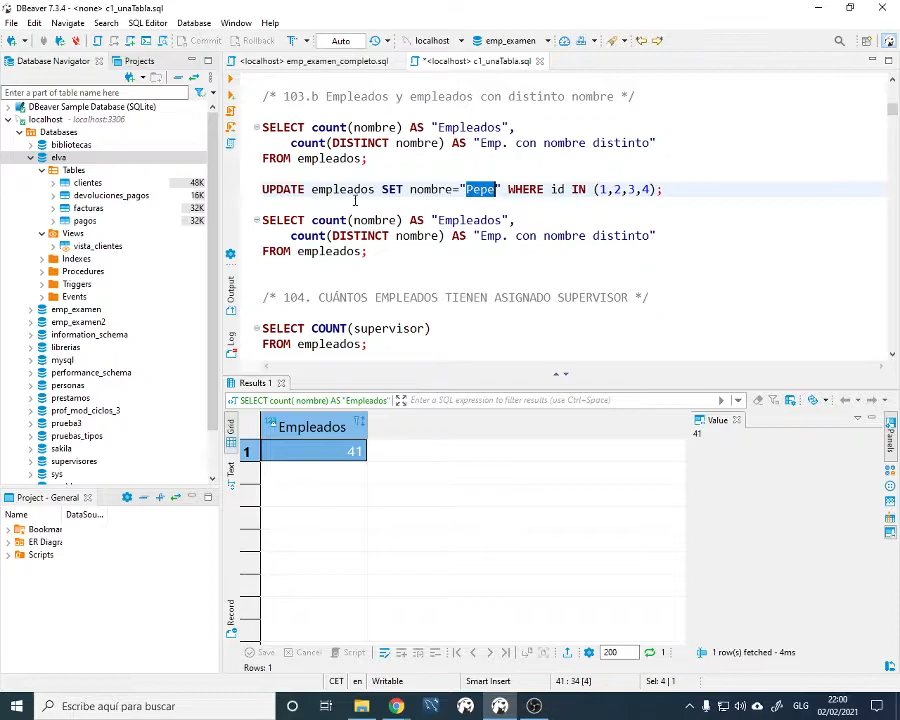 DBeaver 7.3.4 - <none> c1_unaTabla.sql
File Edit Navigate Search SQL Editor Database Window Help
Commit Rollback Auto localhost emp_examen
Database Navigator Projects
<localhost> emp_examen_completo.sql *<localhost> c1_unaTabla.sql
Enter a part of table name here
DBeaver Sample Database (SQLite)
localhost - localhost:3306
Databases
bibliotecas
elva
Tables
clientes 48K
devoluciones_pagos 16K
facturas 32K
pagos 32K
Views
vista_clientes
Indexes
Procedures
Triggers
Events
emp_examen
emp_examen2
information_schema
librerias
mysql
performance_schema
personas
prestamos
prof_mod_ciclos_3
prueba3
pruebas_tipos
sakila
supervisores
sys
/* 103.b Empleados y empleados con distinto nombre */
SELECT count(nombre) AS "Empleados",
count(DISTINCT nombre) AS "Emp. con nombre distinto"
FROM empleados;
UPDATE empleados SET nombre="Pepe" WHERE id IN (1,2,3,4);
SELECT count(nombre) AS "Empleados",
count(DISTINCT nombre) AS "Emp. con nombre distinto"
FROM empleados;
/* 104. CUÁNTOS EMPLEADOS TIENEN ASIGNADO SUPERVISOR */
SELECT COUNT(supervisor)
FROM empleados;
Output
Log
Results 1
SELECT count( nombre) AS "Empleados" Enter a SQL expression to filter results (use Ctrl+Space)
Grid
Text
Record
Empleados
1 41
Value
41
Panels
Project - General
Name DataSou...
Bookmar
ER Diagra
Scripts
Save Cancel Script 200 1 1 row(s) fetched - 4ms
Rows: 1
CET en Writable Smart Insert 41 : 34 [4] Sel: 4 | 1
Escribe aquí para buscar
GLG
22:00
02/02/2021